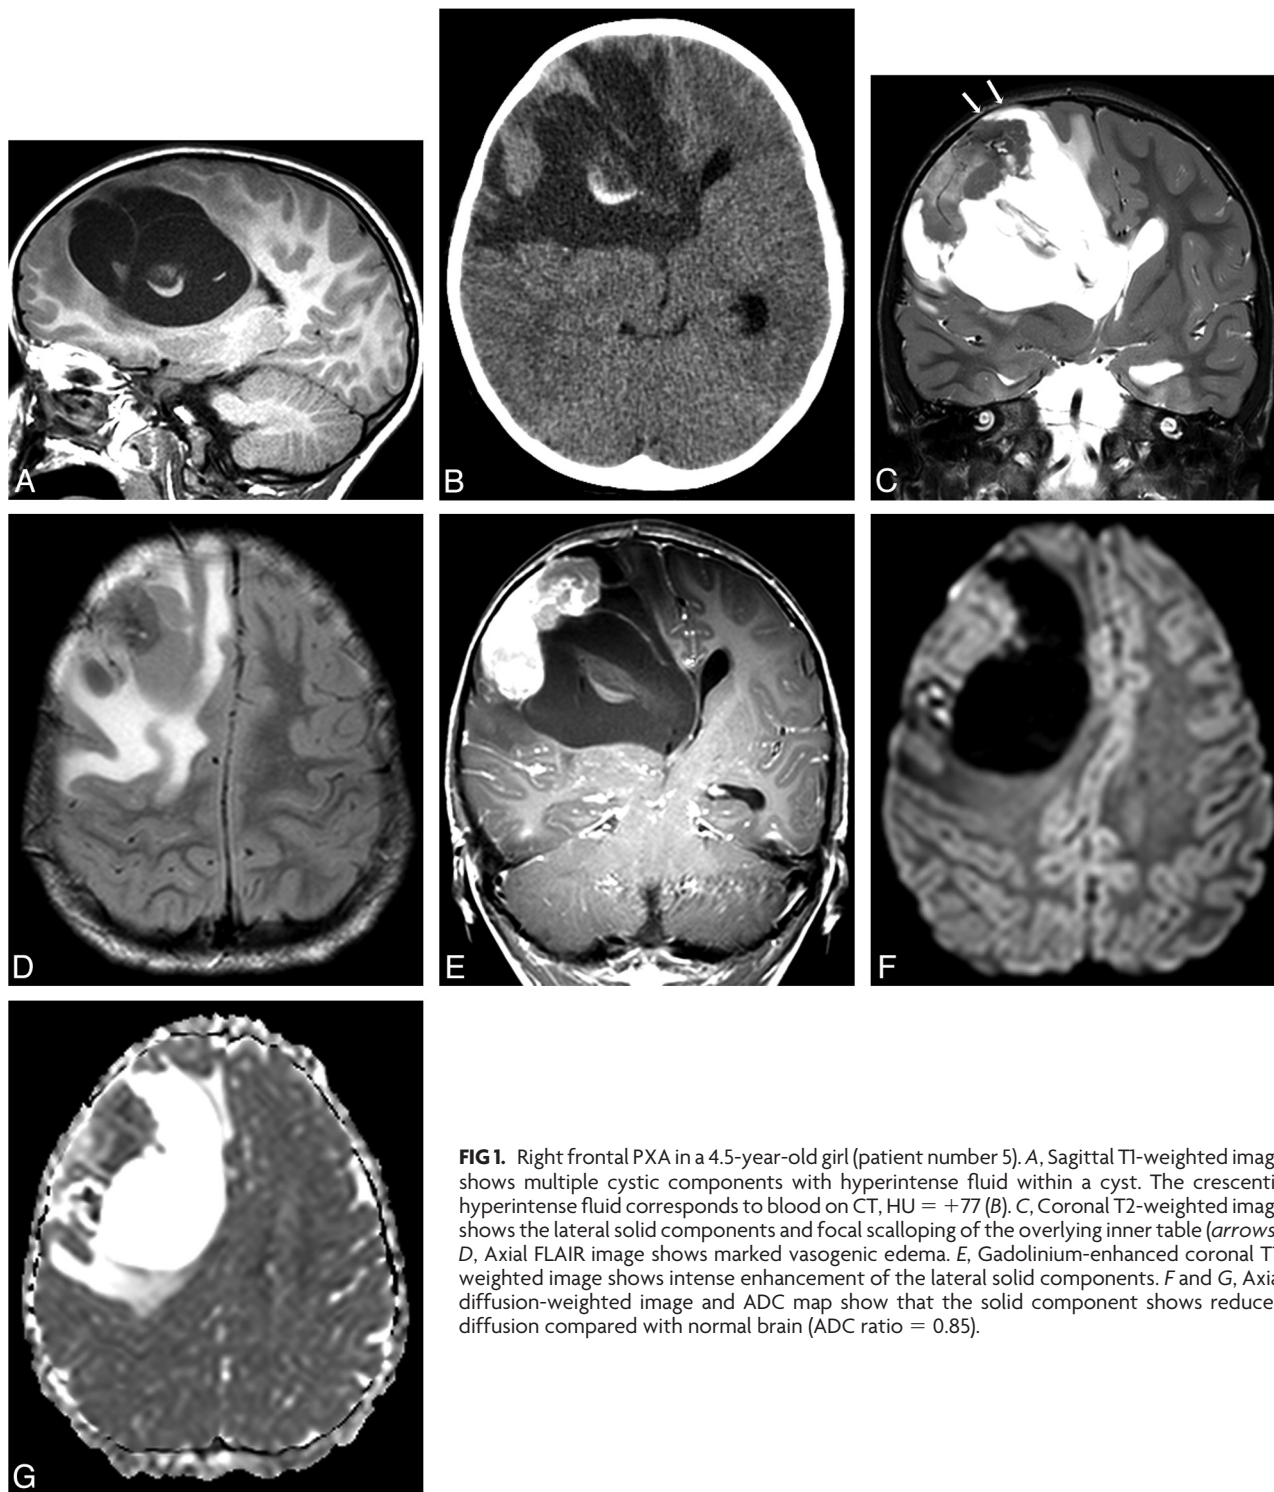 A
B
C
D
E
F
G
FIG 1. Right frontal PXA in a 4.5-year-old girl (patient number 5). A, Sagittal T1-weighted imag
shows multiple cystic components with hyperintense fluid within a cyst. The crescenti
hyperintense fluid corresponds to blood on CT, HU = +77 (B). C, Coronal T2-weighted imag
shows the lateral solid components and focal scalloping of the overlying inner table (arrows
D, Axial FLAIR image shows marked vasogenic edema. E, Gadolinium-enhanced coronal T
weighted image shows intense enhancement of the lateral solid components. F and G, Axia
diffusion-weighted image and ADC map show that the solid component shows reduce
diffusion compared with normal brain (ADC ratio = 0.85).